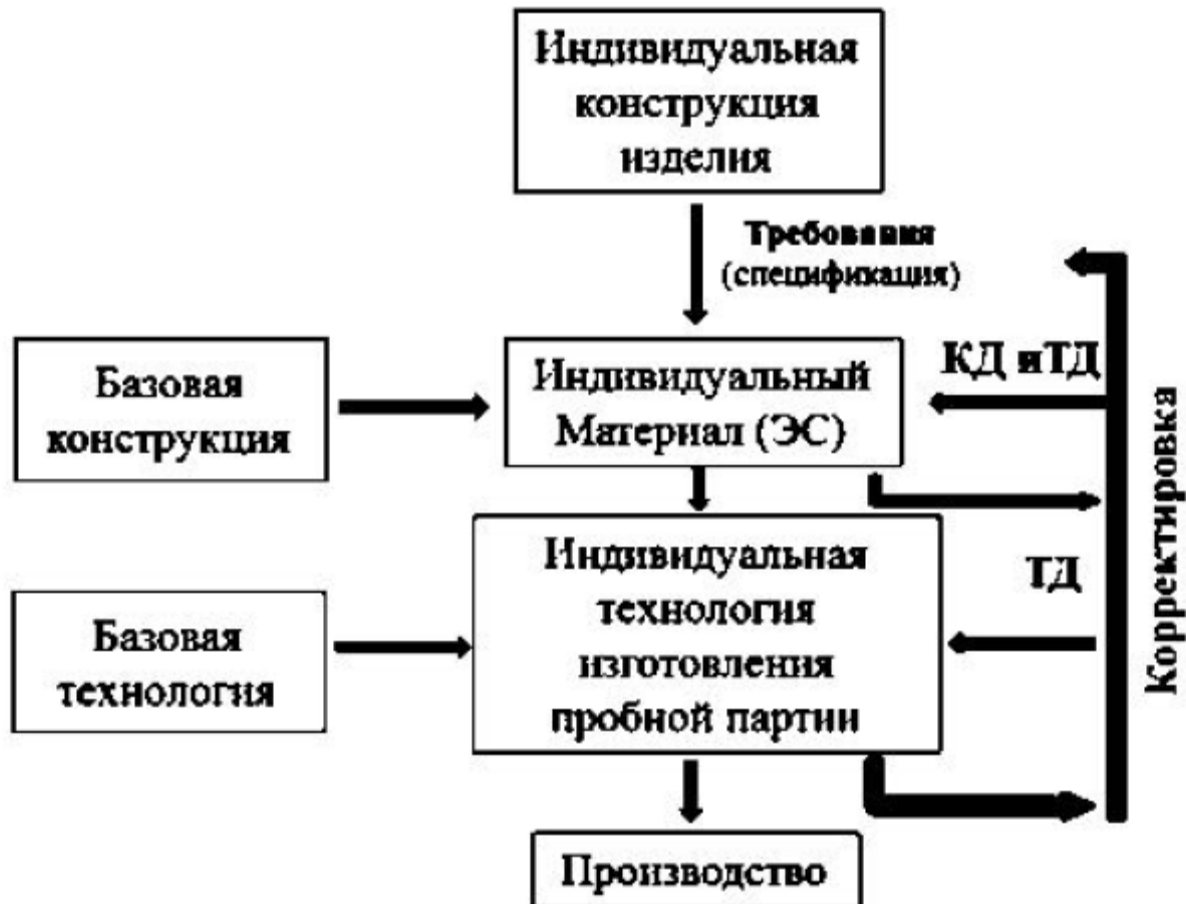 Индивидуальная
конструкция
изделия
Требования
(спецификация)
Базовая
конструкция
Индивидуальный
Материал (ЭС)
КД иТД
Корректировка
Базовая
технология
Индивидуальная
технология
изготовления
пробной партии
ТД
Производство